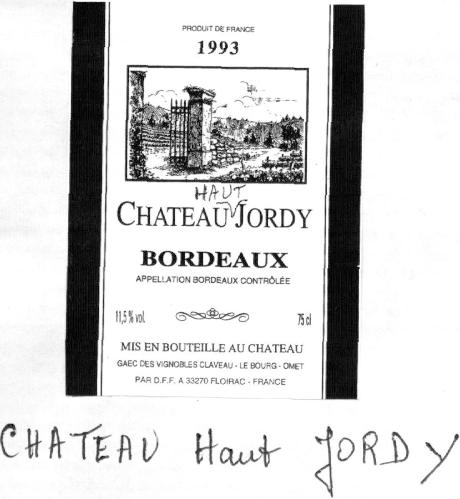 PRODUIT DE FRANCE
1993
HAUT
CHATEAU JORDY
BORDEAUX
APPELLATION BORDEAUX CONTRÔLÉE
11,5 % vol. 75 cl
MIS EN BOUTEILLE AU CHATEAU
GAEC DES VIGNOBLES CLAVEAU - LE BOURG - OMET
PAR D.F.F. A 33270 FLOIRAC - FRANCE
CHATEAU Haut JORDY